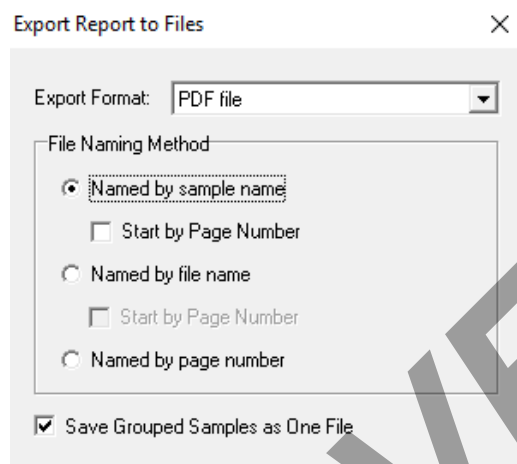 Export Report to Files
Export Format: PDF file
File Naming Method
Named by sample name
Start by Page Number
Named by file name
Start by Page Number
Named by page number
Save Grouped Samples as One File